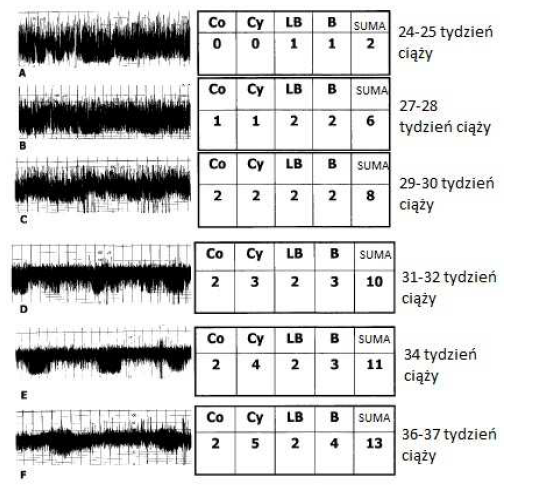 Co Cy LB B SUMA
0 0 1 1 2
24-25 tydzień
ciąży
A
Co Cy LB B SUMA
1 1 2 2 6
27-28
tydzień ciąży
B
Co Cy LB B SUMA
2 2 2 2 8
29-30 tydzień
ciąży
C
Co Cy LB B SUMA
2 3 2 3 10
31-32 tydzień
ciąży
D
Co Cy LB B SUMA
2 4 2 3 11
34 tydzień
ciąży
E
Co Cy LB B SUMA
2 5 2 4 13
36-37 tydzień
ciąży
F